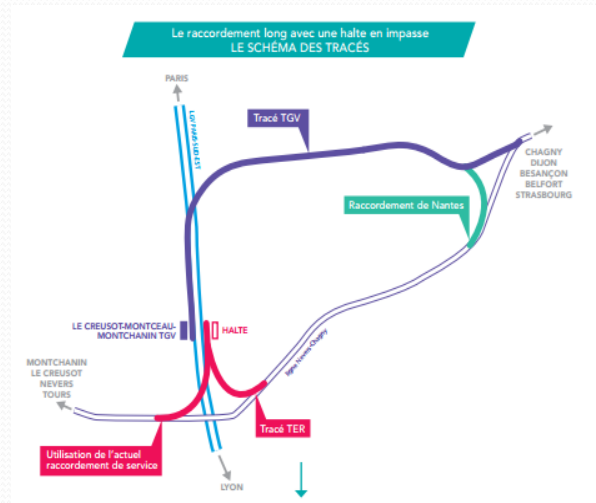 Le raccordement long avec une halte en impasse
LE SCHÉMA DES TRACÉS
PARIS
LGV PARIS-SUD-EST
Tracé TGV
CHAGNY
DIJON
BESANÇON
BELFORT
STRASBOURG
Raccordement de Nantes
LE CREUSOT-MONTCEAU-
MONTCHANIN TGV
HALTE
ligne Nevers-Chagny
MONTCHANIN
LE CREUSOT
NEVERS
TOURS
Tracé TER
Utilisation de l'actuel
raccordement de service
LYON